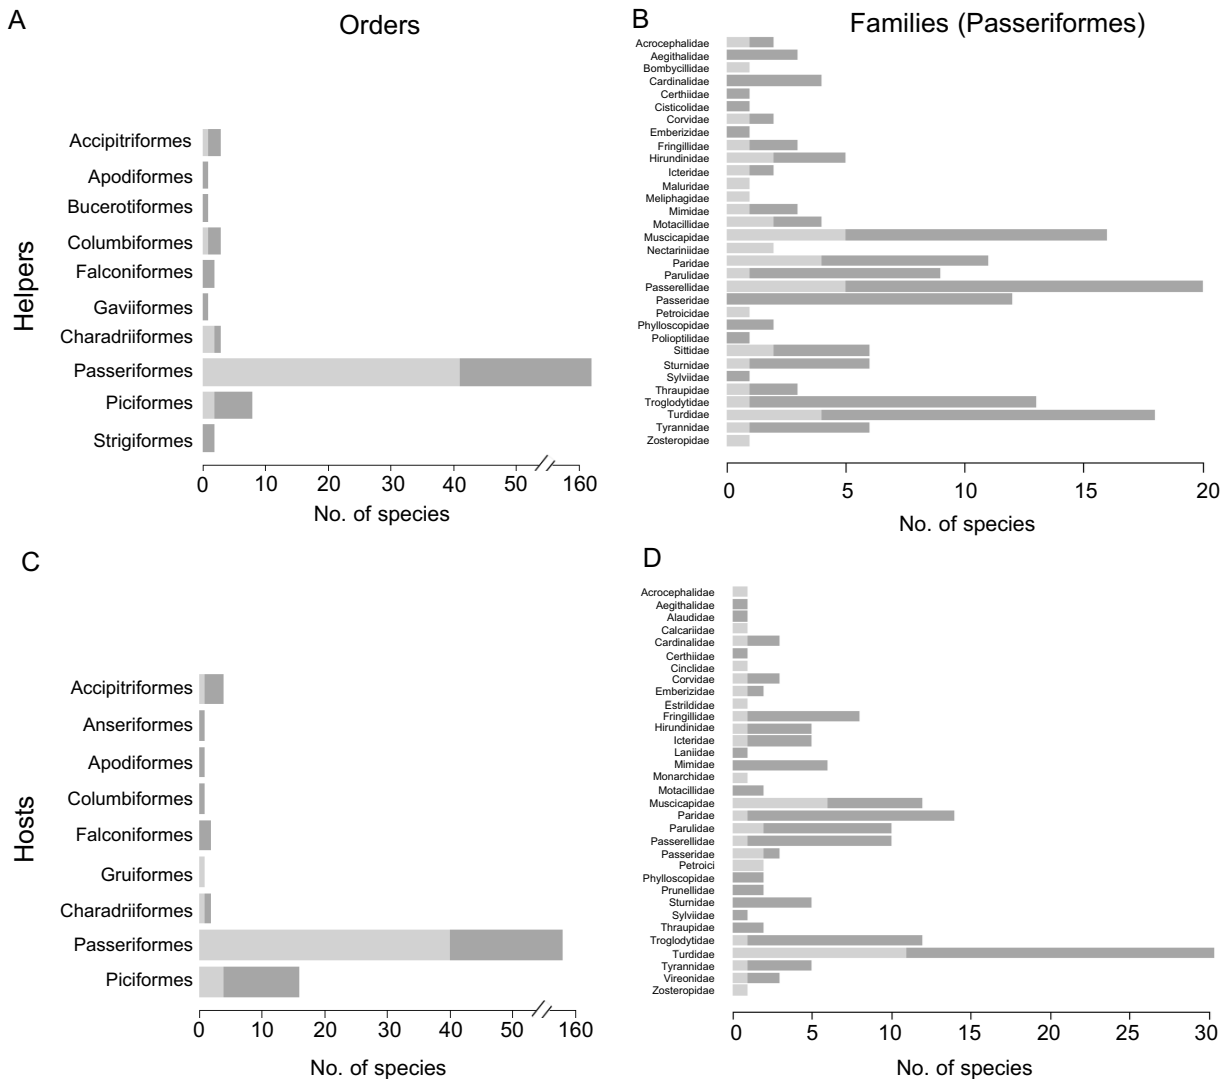 A
Orders
Helpers
Accipitriformes
Apodiformes
Bucerotiformes
Columbiformes
Falconiformes
Gaviiformes
Charadriiformes
Passeriformes
Piciformes
Strigiformes
0 10 20 30 40 50 160
No. of species
B
Families (Passeriformes)
Acrocephalidae
Aegithalidae
Bombycillidae
Cardinalidae
Certhiidae
Cisticolidae
Corvidae
Emberizidae
Fringillidae
Hirundinidae
Icteridae
Maluridae
Meliphagidae
Mimidae
Motacillidae
Muscicapidae
Nectariniidae
Paridae
Parulidae
Passerellidae
Passeridae
Petroicidae
Phylloscopidae
Polioptilidae
Sittidae
Sturnidae
Sylviidae
Thraupidae
Troglodytidae
Turdidae
Tyrannidae
Zosteropidae
0 5 10 15 20
No. of species
C
Hosts
Accipitriformes
Anseriformes
Apodiformes
Columbiformes
Falconiformes
Gruiformes
Charadriiformes
Passeriformes
Piciformes
0 10 20 30 40 50 160
No. of species
D
Acrocephalidae
Aegithalidae
Alaudidae
Calcariidae
Cardinalidae
Certhiidae
Cinclidae
Corvidae
Emberizidae
Estrildidae
Fringillidae
Hirundinidae
Icteridae
Laniidae
Mimidae
Monarchidae
Motacillidae
Muscicapidae
Paridae
Parulidae
Passerellidae
Passeridae
Petroici
Phylloscopidae
Prunellidae
Sturnidae
Sylviidae
Thraupidae
Troglodytidae
Turdidae
Tyrannidae
Vireonidae
Zosteropidae
0 5 10 15 20 25 30
No. of species